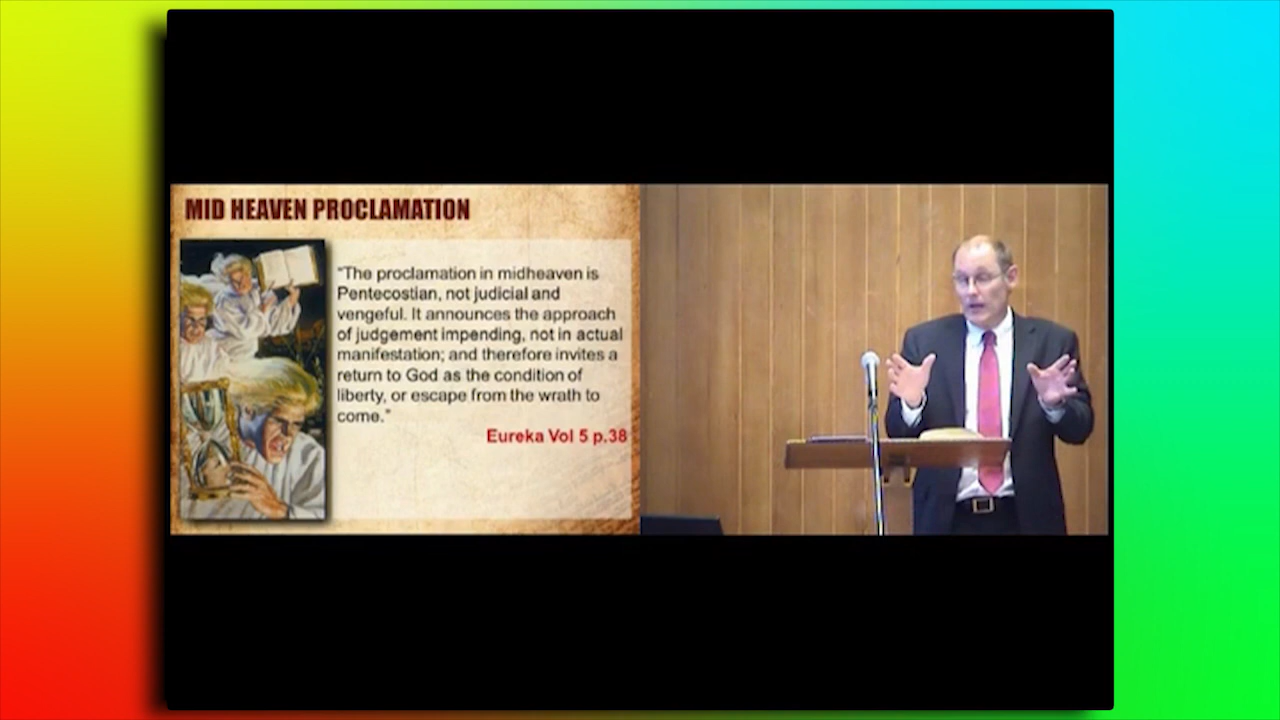 MID HEAVEN PROCLAMATION
“The proclamation in midheaven is
Pentecostian, not judicial and
vengeful. It announces the approach
of judgement impending, not in actual
manifestation; and therefore invites a
return to God as the condition of
liberty, or escape from the wrath to
come.”
Eureka Vol 5 p.38